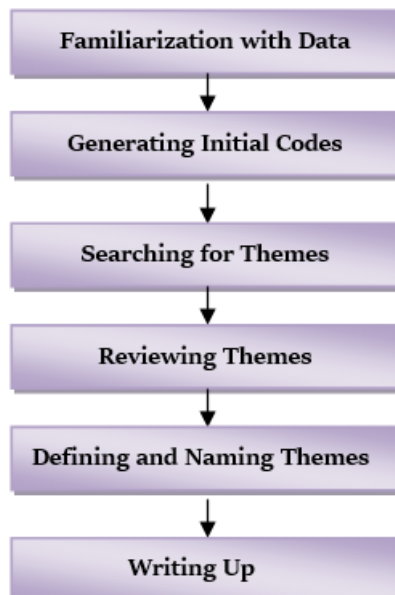 Familiarization with Data
Generating Initial Codes
Searching for Themes
Reviewing Themes
Defining and Naming Themes
Writing Up